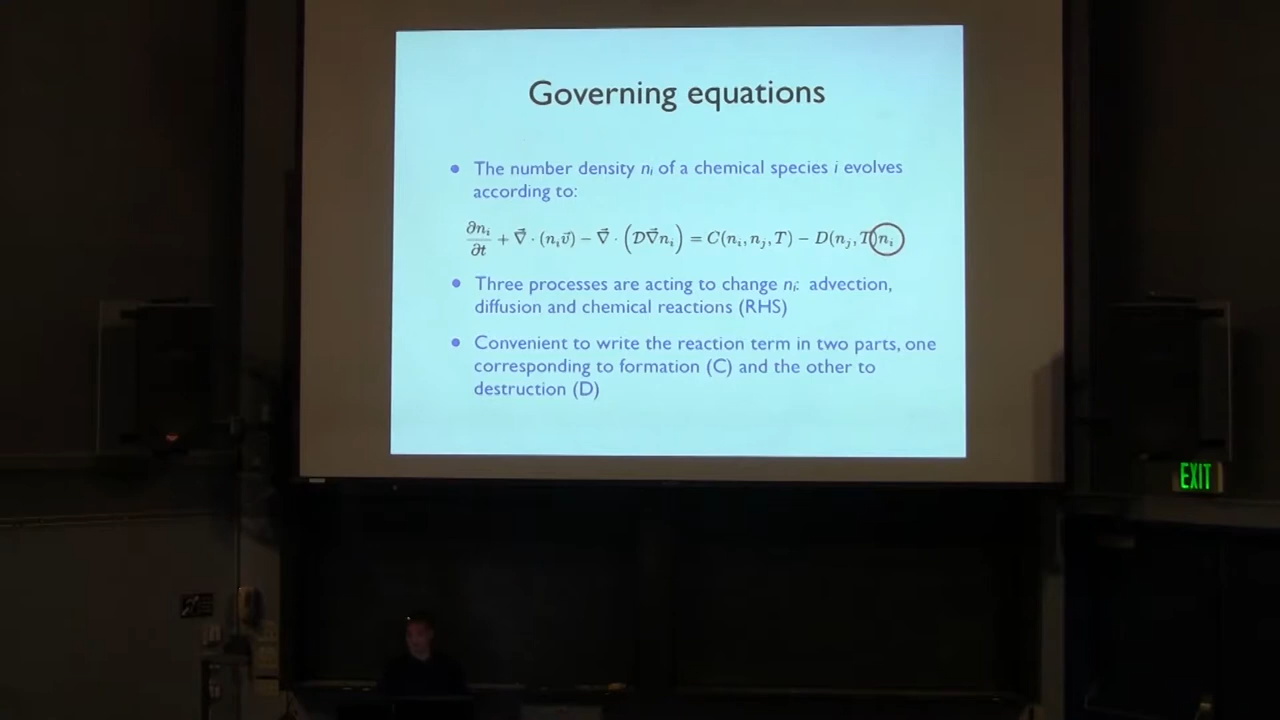 Governing equations
• The number density nᵢ of a chemical species i evolves
according to:
∂nᵢ/∂t + ∇⃗ · (nᵢv⃗) − ∇⃗ · (𝒟∇⃗nᵢ) = C(nᵢ, nⱼ, T) − D(nⱼ, T)nᵢ
• Three processes are acting to change nᵢ: advection,
diffusion and chemical reactions (RHS)
• Convenient to write the reaction term in two parts, one
corresponding to formation (C) and the other to
destruction (D)
EXIT